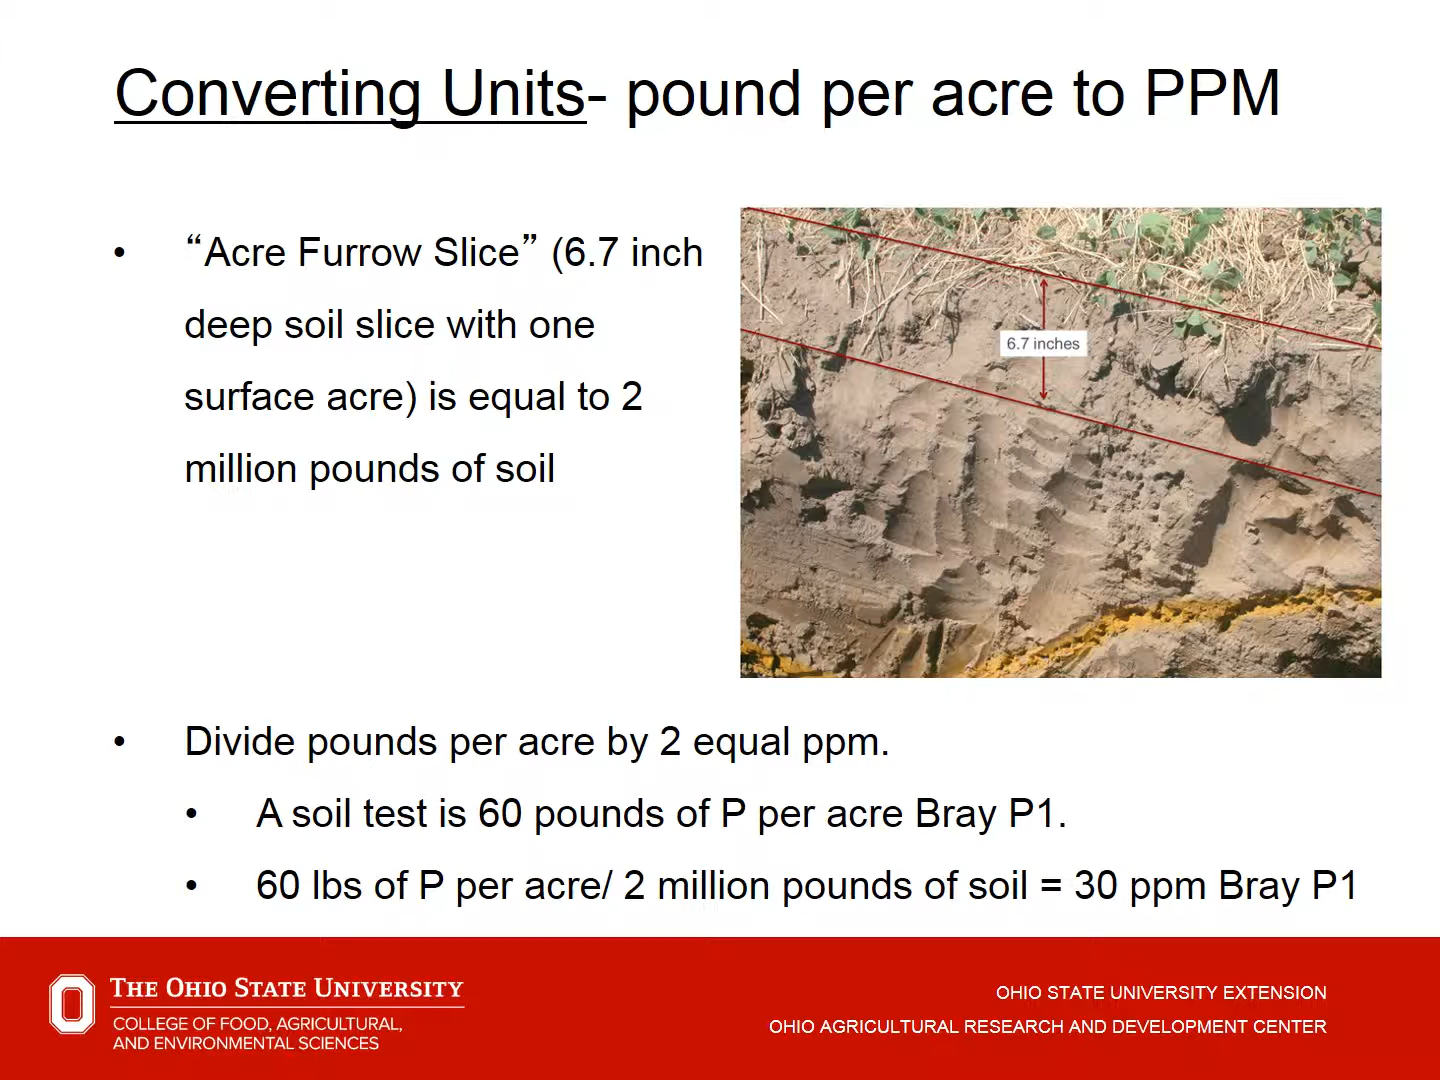 Converting Units- pound per acre to PPM
• “Acre Furrow Slice” (6.7 inch
deep soil slice with one
surface acre) is equal to 2
million pounds of soil
6.7 inches
• Divide pounds per acre by 2 equal ppm.
• A soil test is 60 pounds of P per acre Bray P1.
• 60 lbs of P per acre/ 2 million pounds of soil = 30 ppm Bray P1
THE OHIO STATE UNIVERSITY
COLLEGE OF FOOD, AGRICULTURAL,
AND ENVIRONMENTAL SCIENCES
OHIO STATE UNIVERSITY EXTENSION
OHIO AGRICULTURAL RESEARCH AND DEVELOPMENT CENTER